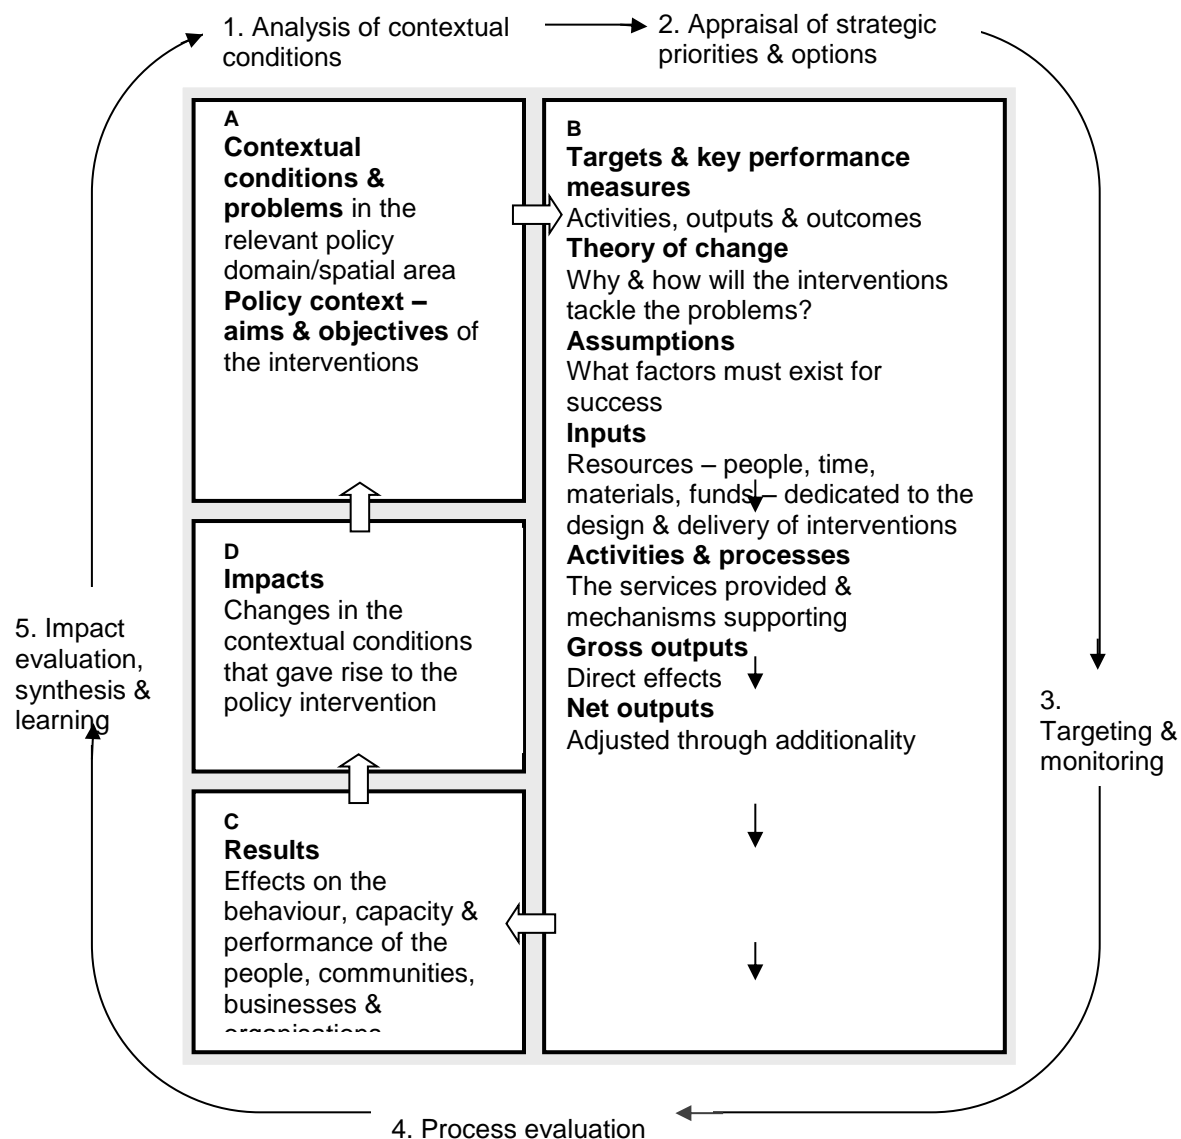 1. Analysis of contextual
conditions
2. Appraisal of strategic
priorities & options
A
Contextual
conditions &
problems in the
relevant policy
domain/spatial area
Policy context –
aims & objectives of
the interventions
B
Targets & key performance
measures
Activities, outputs & outcomes
Theory of change
Why & how will the interventions
tackle the problems?
Assumptions
What factors must exist for
success
Inputs
Resources – people, time,
materials, funds – dedicated to the
design & delivery of interventions
Activities & processes
The services provided &
mechanisms supporting
Gross outputs
Direct effects
Net outputs
Adjusted through additionality
D
Impacts
Changes in the
contextual conditions
that gave rise to the
policy intervention
C
Results
Effects on the
behaviour, capacity &
performance of the
people, communities,
businesses &
organisations
3.
Targeting &
monitoring
4. Process evaluation
5. Impact
evaluation,
synthesis &
learning